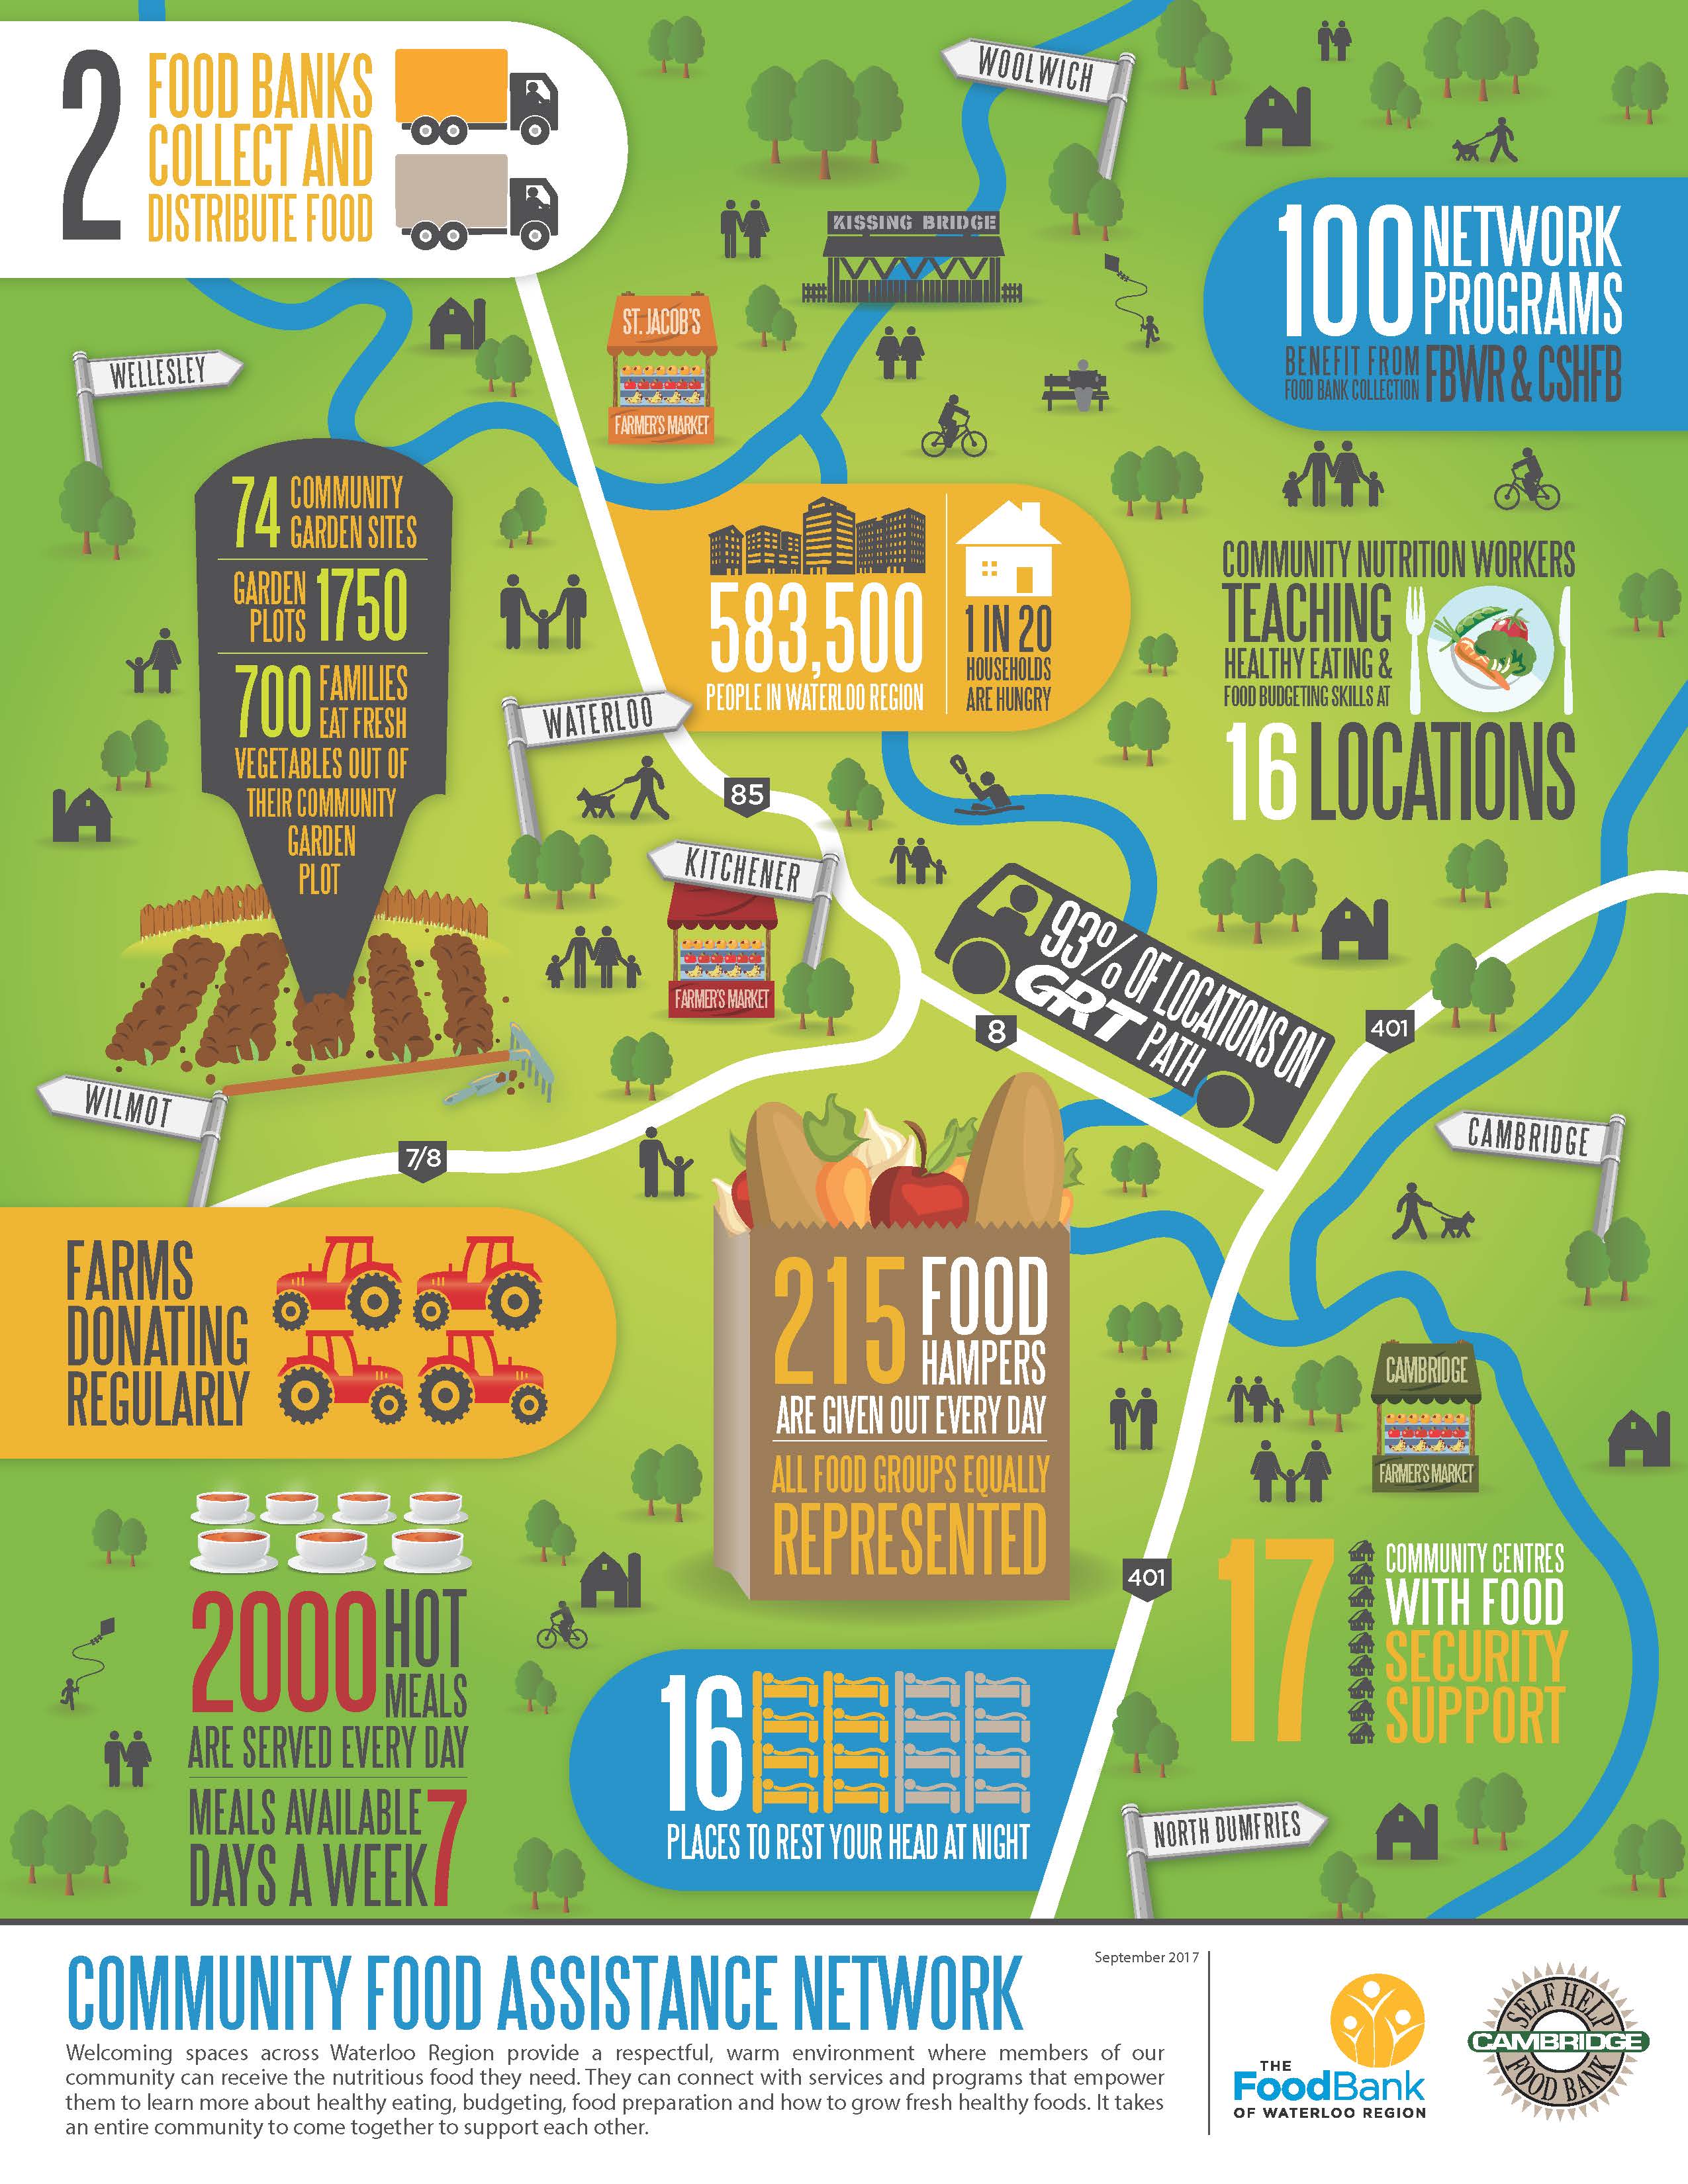 2
FOOD BANKS
COLLECT AND
DISTRIBUTE FOOD
WOOLWICH
KISSING BRIDGE
100 NETWORK
PROGRAMS
BENEFIT FROM
FOOD BANK COLLECTION
FBWR & CSHFB
ST. JACOB'S
FARMER'S MARKET
WELLESLEY
74 COMMUNITY
GARDEN SITES
GARDEN
PLOTS 1750
700 FAMILIES
EAT FRESH
VEGETABLES OUT OF
THEIR COMMUNITY
GARDEN
PLOT
583,500
PEOPLE IN WATERLOO REGION
1 IN 20
HOUSEHOLDS
ARE HUNGRY
COMMUNITY NUTRITION WORKERS
TEACHING
HEALTHY EATING &
FOOD BUDGETING SKILLS AT
16 LOCATIONS
WATERLOO
85
KITCHENER
FARMER'S MARKET
93% OF LOCATIONS ON
GRT PATH
8
401
WILMOT
7/8
CAMBRIDGE
FARMS
DONATING
REGULARLY
215 FOOD
HAMPERS
ARE GIVEN OUT EVERY DAY
ALL FOOD GROUPS EQUALLY
REPRESENTED
CAMBRIDGE
FARMER'S MARKET
2000 HOT
MEALS
ARE SERVED EVERY DAY
MEALS AVAILABLE
DAYS A WEEK 7
401
17
COMMUNITY CENTRES
WITH FOOD
SECURITY
SUPPORT
16
PLACES TO REST YOUR HEAD AT NIGHT
NORTH DUMFRIES
COMMUNITY FOOD ASSISTANCE NETWORK
September 2017
Welcoming spaces across Waterloo Region provide a respectful, warm environment where members of our
community can receive the nutritious food they need. They can connect with services and programs that empower
them to learn more about healthy eating, budgeting, food preparation and how to grow fresh healthy foods. It takes
an entire community to come together to support each other.
THE
FoodBank
OF WATERLOO REGION
SELF HELP
CAMBRIDGE
FOOD BANK